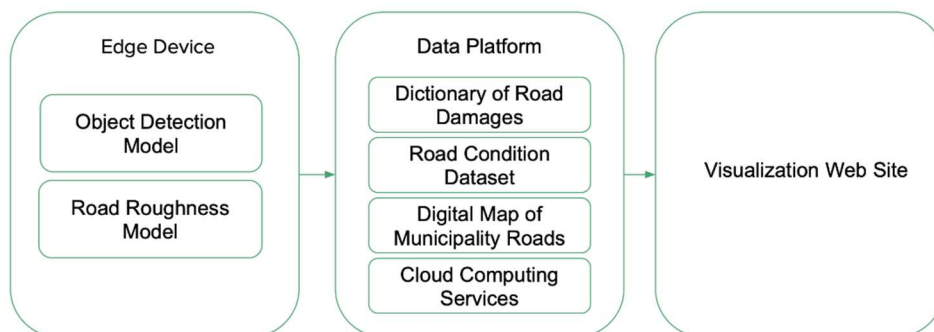 Edge Device
Object Detection
Model
Road Roughness
Model
Data Platform
Dictionary of Road
Damages
Road Condition
Dataset
Digital Map of
Municipality Roads
Cloud Computing
Services
Visualization Web Site